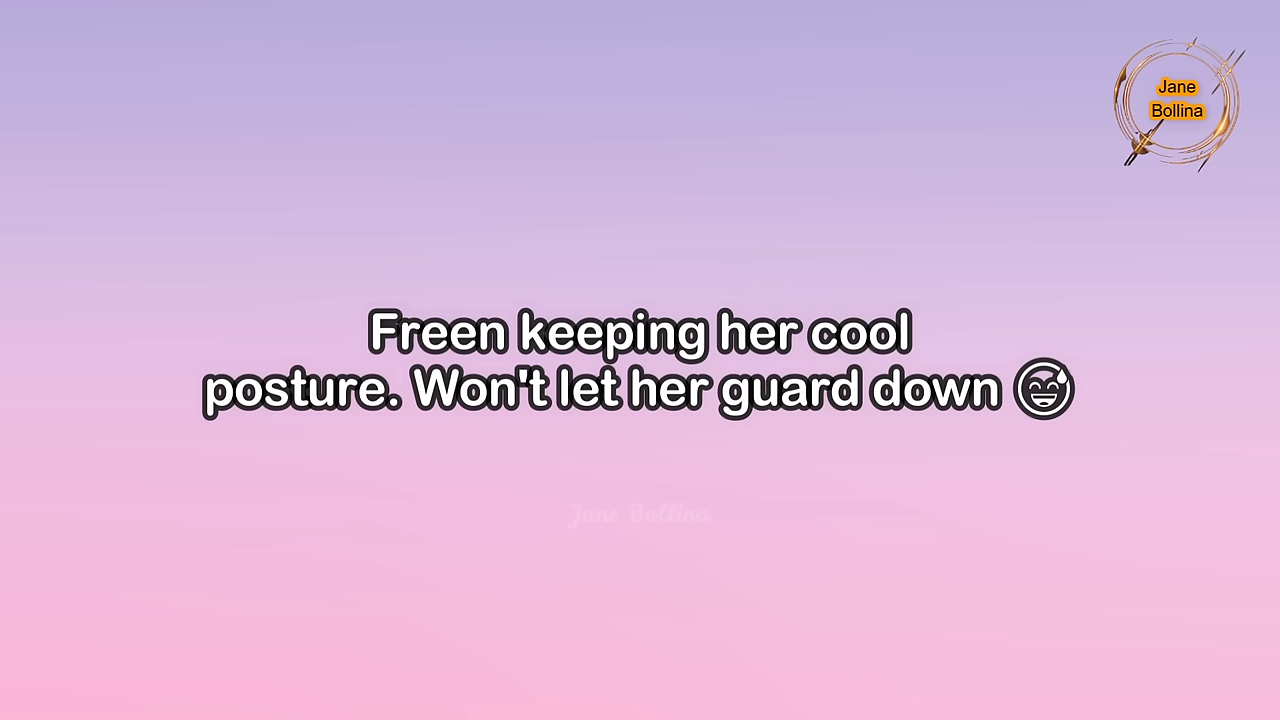 Jane
Bollina
Freen keeping her cool
posture. Won't let her guard down 😅
Jane Bollina